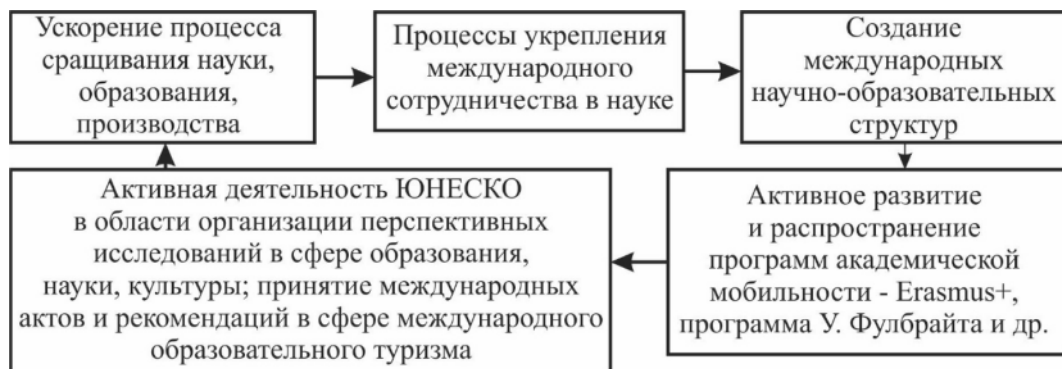 Ускорение процесса
сращивания науки,
образования,
производства
Процессы укрепления
международного
сотрудничества в науке
Создание
международных
научно-образовательных
структур
Активное развитие
и распространение
программ академической
мобильности - Erasmus+,
программа У. Фулбрайта и др.
Активная деятельность ЮНЕСКО
в области организации перспективных
исследований в сфере образования,
науки, культуры; принятие международных
актов и рекомендаций в сфере международного
образовательного туризма